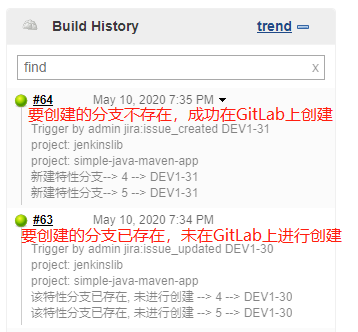 Build History
trend
find
x
#64
May 10, 2020 7:35 PM
要创建的分支不存在，成功在GitLab上创建
Trigger by admin jira:issue_created DEV1-31
project: jenkinslib
project: simple-java-maven-app
新建特性分支--> 4 --> DEV1-31
新建特性分支--> 5 --> DEV1-31
#63
May 10, 2020 7:34 PM
要创建的分支已存在，未在GitLab上进行创建
Trigger by admin jira:issue_updated DEV1-30
project: jenkinslib
project: simple-java-maven-app
该特性分支已存在, 未进行创建 --> 4 --> DEV1-30
该特性分支已存在, 未进行创建 --> 5 --> DEV1-30